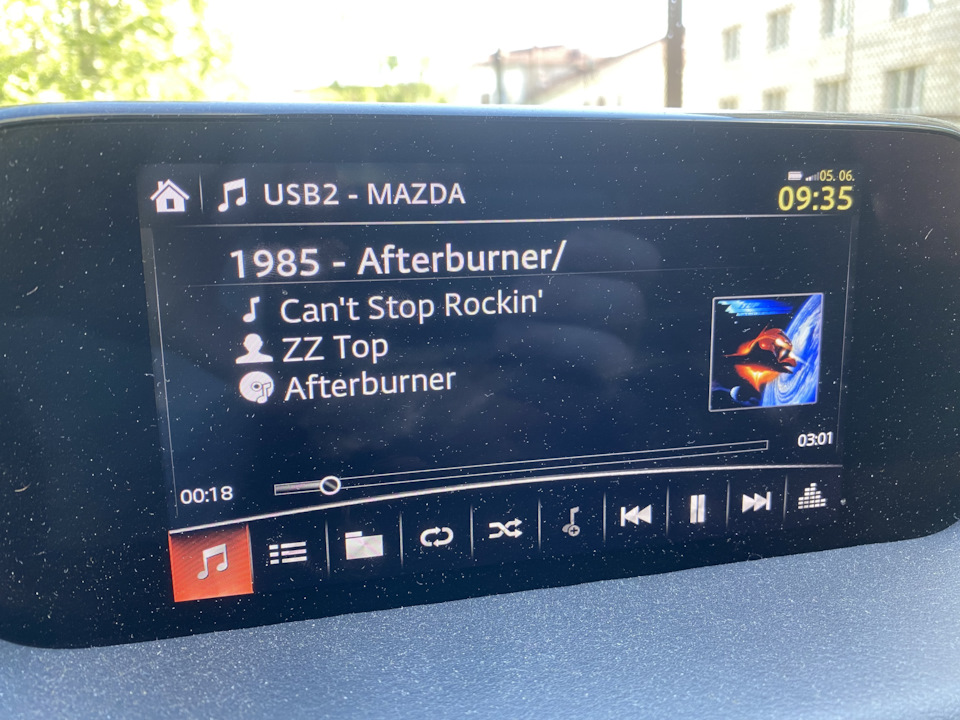 USB2 - MAZDA
05. 06.
09:35
1985 - Afterburner/
Can't Stop Rockin'
ZZ Top
Afterburner
00:18
03:01